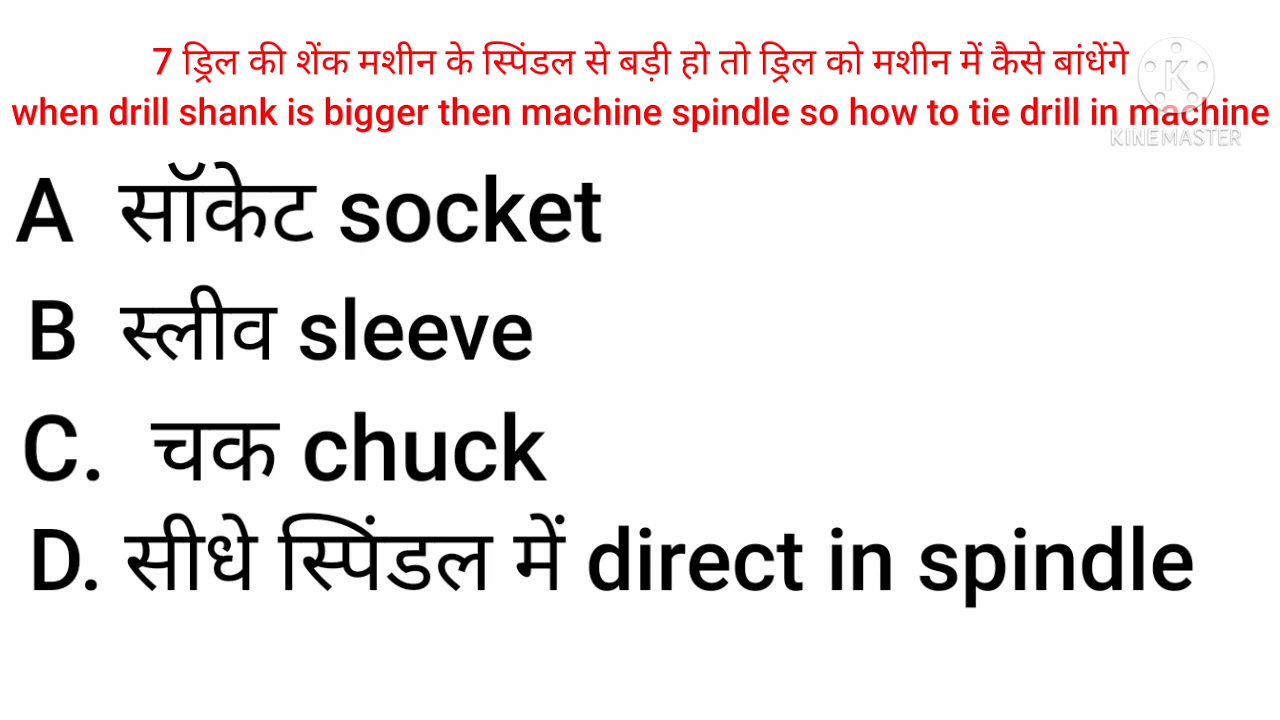 7 ड्रिल की शेंक मशीन के स्पिंडल से बड़ी हो तो ड्रिल को मशीन में कैसे बांधेंगे
when drill shank is bigger then machine spindle so how to tie drill in machine
K
KINEMASTER
A सॉकेट socket
B स्लीव sleeve
C. चक chuck
D. सीधे स्पिंडल में direct in spindle